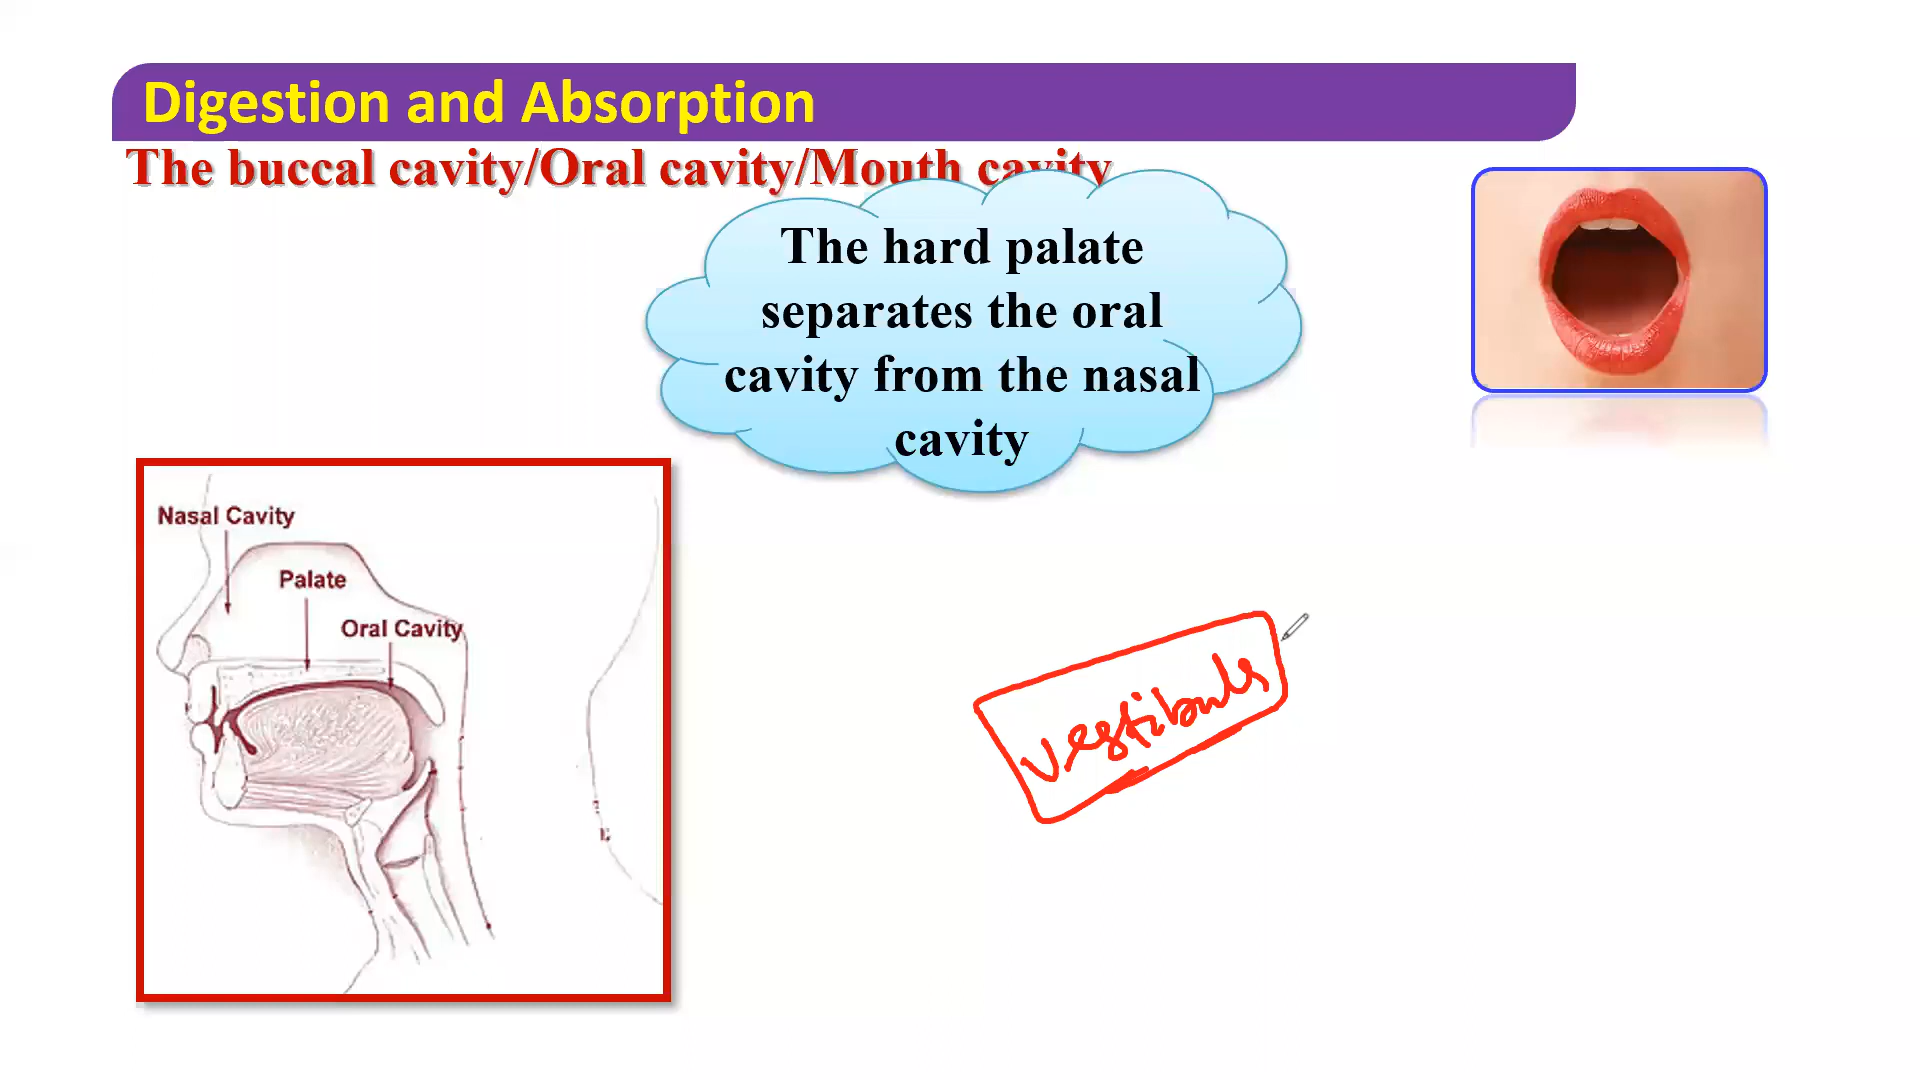 Digestion and Absorption
The buccal cavity/Oral cavity/Mouth cavity
The hard palate
separates the oral
cavity from the nasal
cavity
Nasal Cavity
Palate
Oral Cavity
vestibule